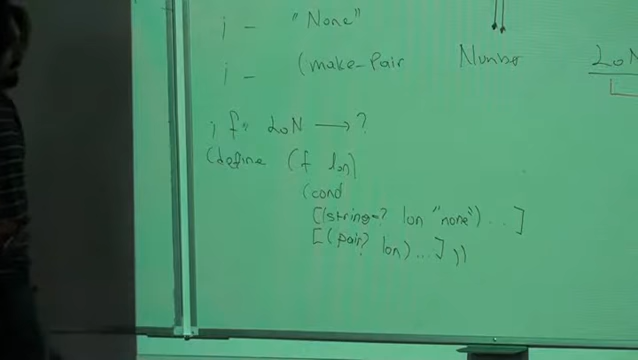 ; - "None"
; - (make-pair Number LoN
; f: LoN → ?
(define (f lon)
(cond
[(string=? lon "none") ... ]
[(pair? lon) ... ] ))